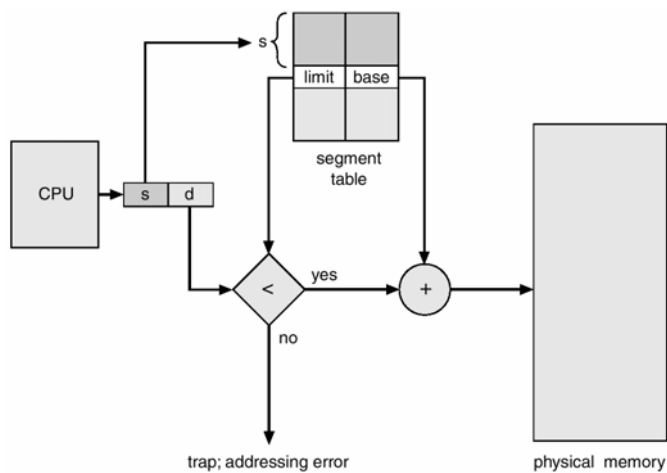 s
limit base
segment
table
CPU
s d
<
yes
+
no
trap; addressing error
physical memory